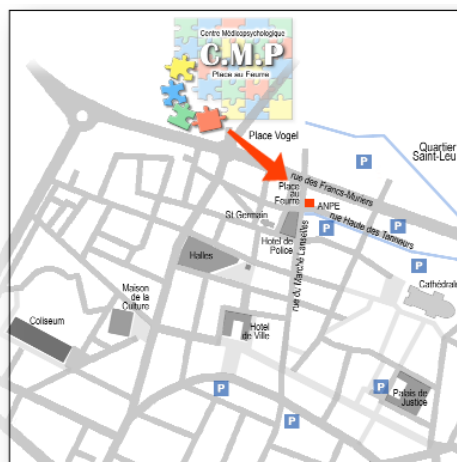 Centre Médicopsychologique
C.M.P
Place au Feurre
Place Vogel
Quartier
Saint-Leu
P
rue des Francs-Muriers
Place
au
Feurre
ANPE
P
St Germain
P
rue Haute des Tanneurs
Hotel de
Police
Halles
P
rue du Marché Lanselles
Cathédrale
Maison
de la
Culture
Coliseum
Hotel
de Ville
P
P
Palais de
Justice
P